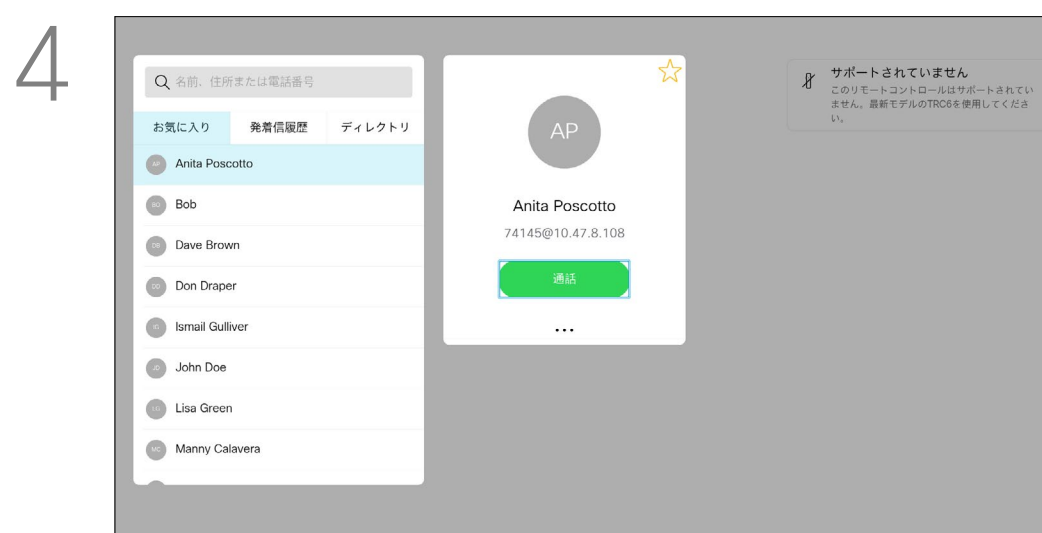 4
名前、住所または電話番号
お気に入り 発着信履歴 ディレクトリ
AP Anita Poscotto
BO Bob
DB Dave Brown
DD Don Draper
IG Ismail Gulliver
JD John Doe
LG Lisa Green
MC Manny Calavera
AP
Anita Poscotto
74145@10.47.8.108
通話
サポートされていません
このリモートコントロールはサポートされてい
ません。最新モデルのTRC6を使用してくださ
い。